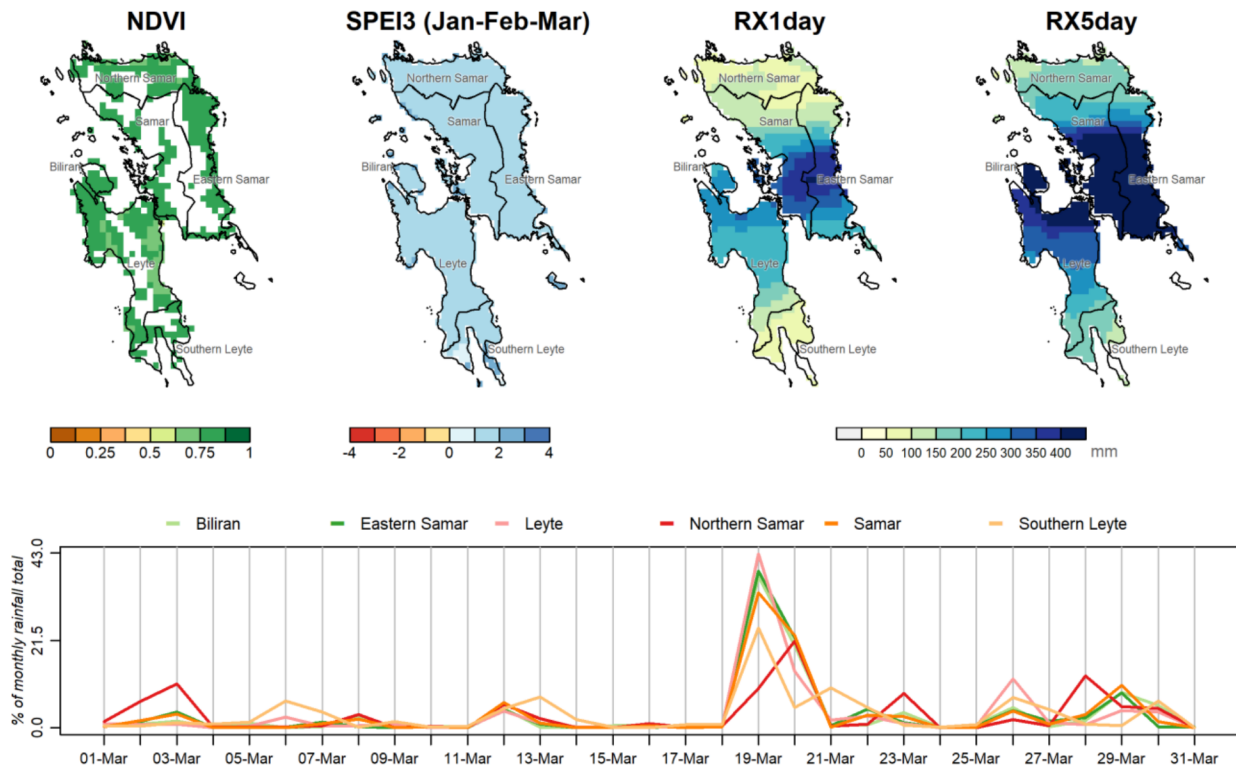 NDVI SPEI3 (Jan-Feb-Mar) RX1day RX5day
Northern Samar Northern Samar Northern Samar Northern Samar
Samar Samar Samar Samar
Biliran Biliran Biliran Biliran
Eastern Samar Eastern Samar Eastern Samar Eastern Samar
Leyte Leyte Leyte Leyte
Southern Leyte Southern Leyte Southern Leyte Southern Leyte
0 0.25 0.5 0.75 1 -4 -2 0 2 4 0 50 100 150 200 250 300 350 400 mm
Biliran Eastern Samar Leyte Northern Samar Samar Southern Leyte
% of monthly rainfall total
43.0
21.5
0.0
01-Mar 03-Mar 05-Mar 07-Mar 09-Mar 11-Mar 13-Mar 15-Mar 17-Mar 19-Mar 21-Mar 23-Mar 25-Mar 27-Mar 29-Mar 31-Mar